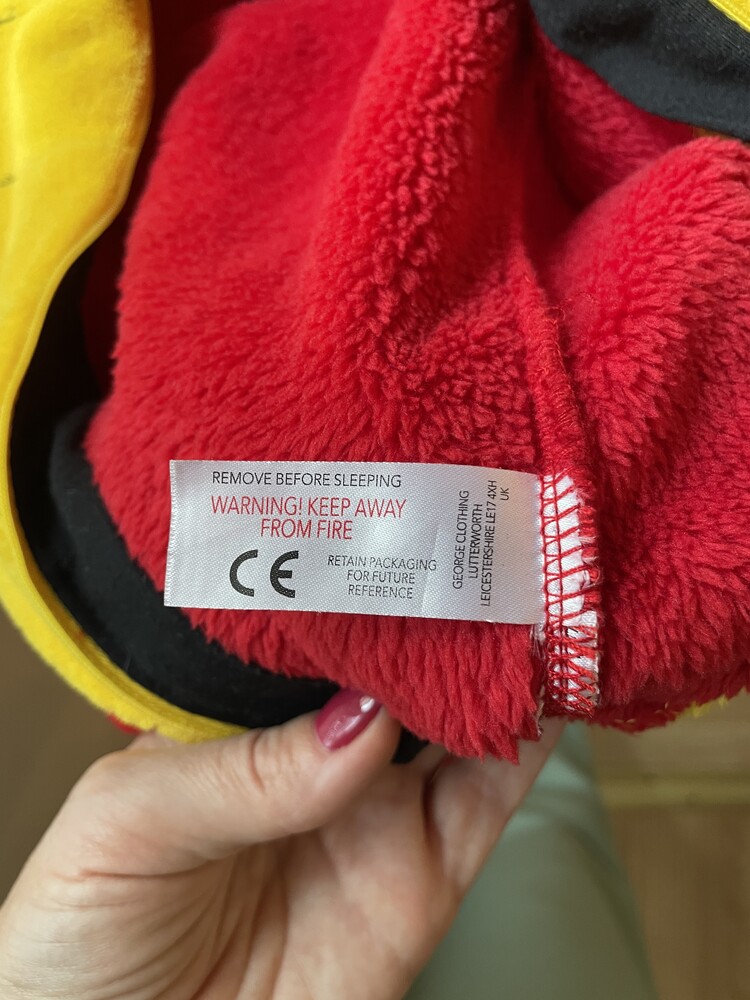 REMOVE BEFORE SLEEPING
WARNING! KEEP AWAY
FROM FIRE
CE
RETAIN PACKAGING
FOR FUTURE
REFERENCE
GEORGE CLOTHING
LUTTERWORTH
LEICESTERSHIRE LE17 4XH
UK